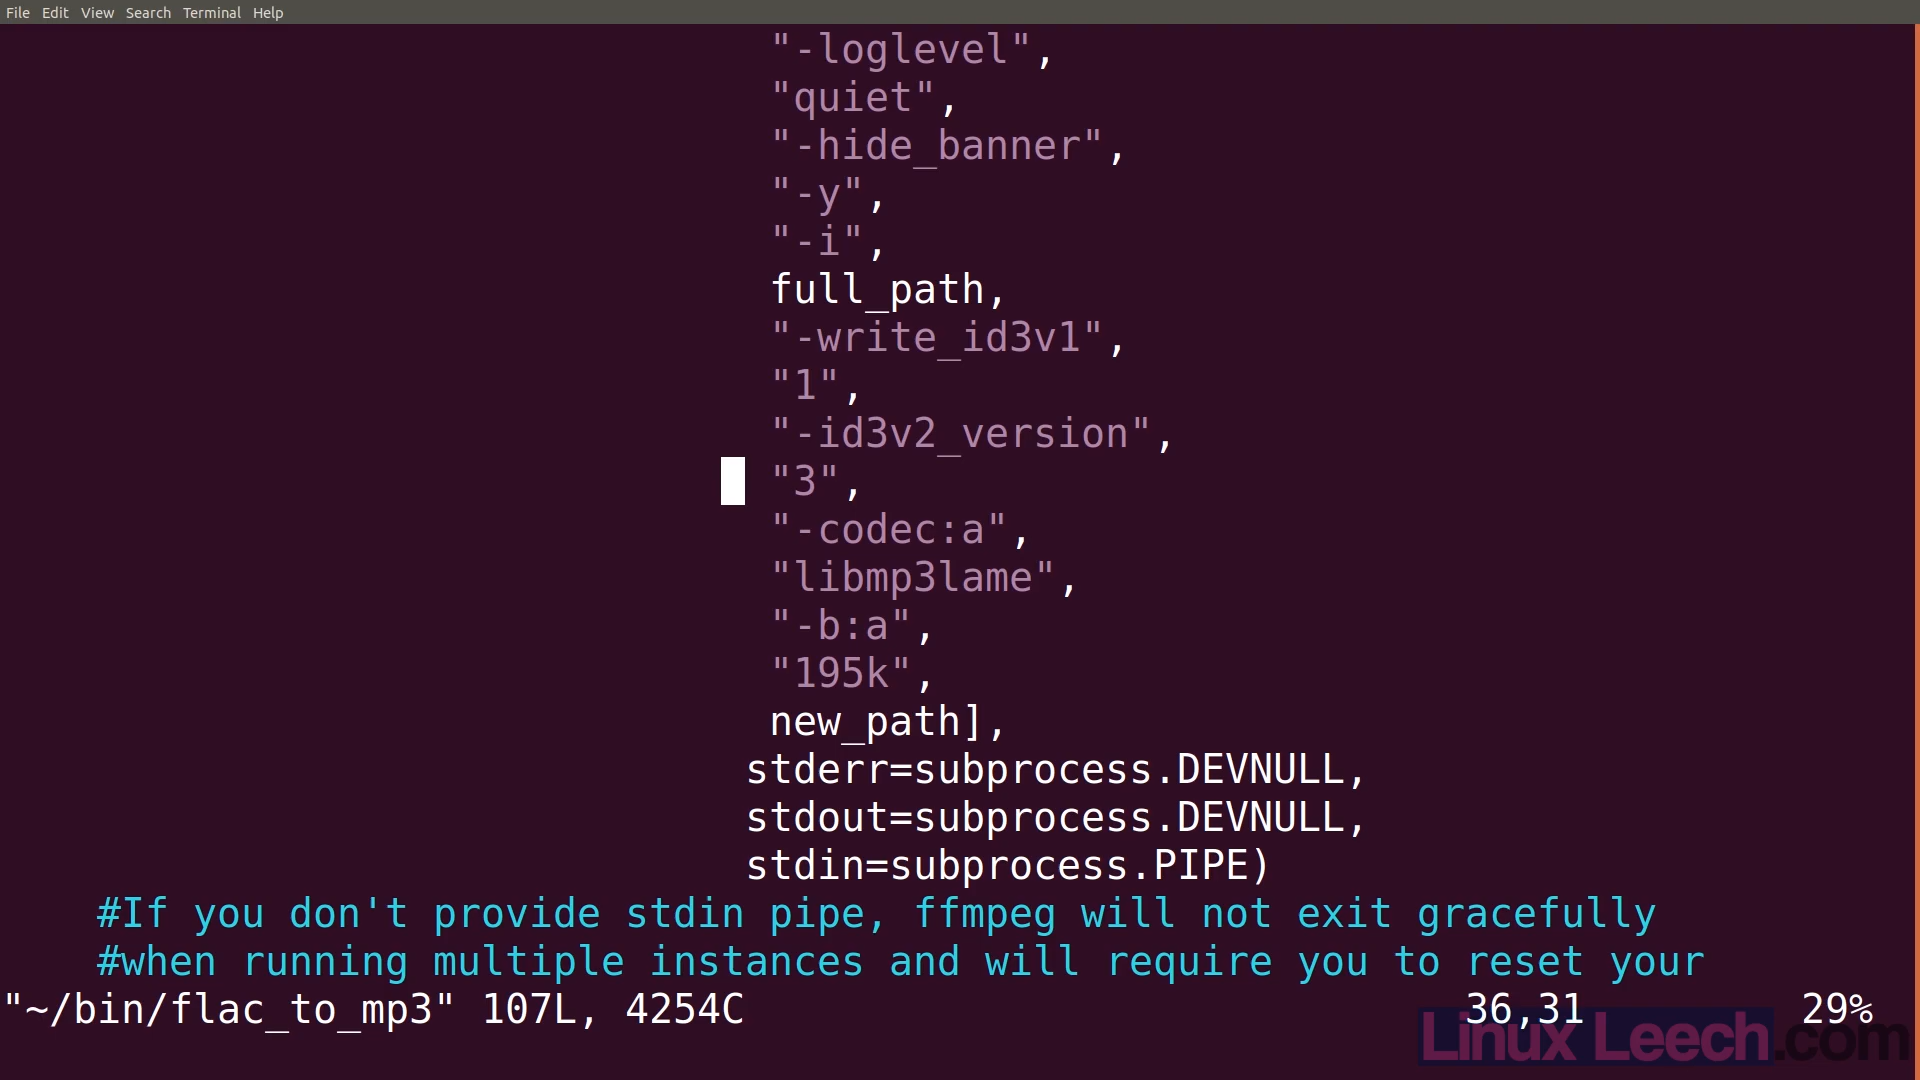 File Edit View Search Terminal Help
"-loglevel",
"quiet",
"-hide_banner",
"-y",
"-i",
full_path,
"-write_id3v1",
"1",
"-id3v2_version",
"3",
"-codec:a",
"libmp3lame",
"-b:a",
"195k",
new_path],
stderr=subprocess.DEVNULL,
stdout=subprocess.DEVNULL,
stdin=subprocess.PIPE)
#If you don't provide stdin pipe, ffmpeg will not exit gracefully
#when running multiple instances and will require you to reset your
"~/bin/flac_to_mp3" 107L, 4254C 36,31 29%
Linux Leech.com